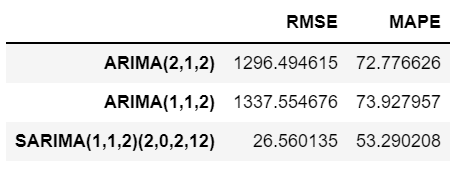 RMSE MAPE
ARIMA(2,1,2) 1296.494615 72.776626
ARIMA(1,1,2) 1337.554676 73.927957
SARIMA(1,1,2)(2,0,2,12) 26.560135 53.290208